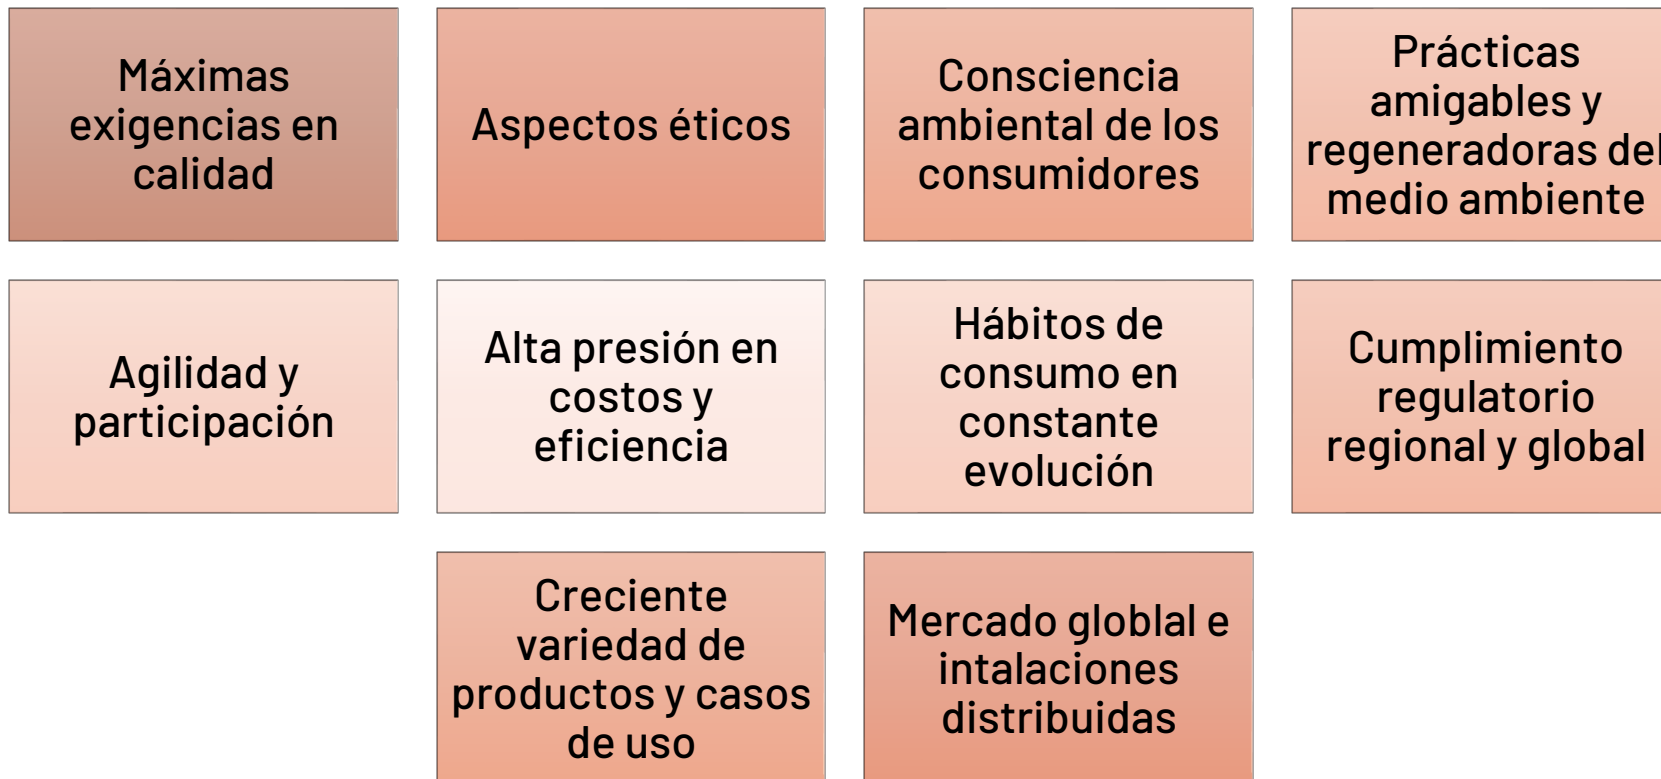 Máximas
exigencias en
calidad
Aspectos éticos
Consciencia
ambiental de los
consumidores
Prácticas
amigables y
regeneradoras del
medio ambiente
Agilidad y
participación
Alta presión en
costos y
eficiencia
Hábitos de
consumo en
constante
evolución
Cumplimiento
regulatorio
regional y global
Creciente
variedad de
productos y casos
de uso
Mercado globlal e
intalaciones
distribuidas